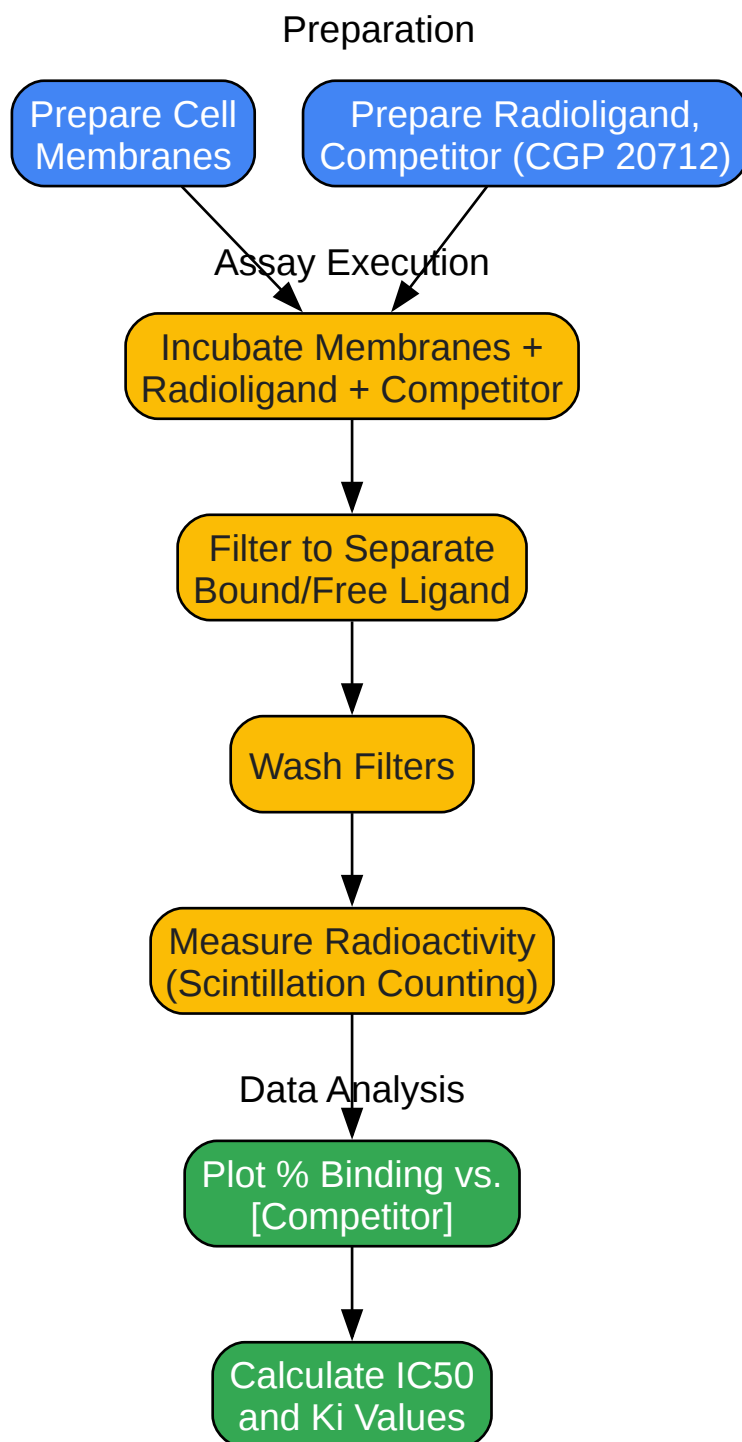 Preparation
Prepare Cell
Membranes
Prepare Radioligand,
Competitor (CGP 20712)
Assay Execution
Incubate Membranes +
Radioligand + Competitor
Filter to Separate
Bound/Free Ligand
Wash Filters
Measure Radioactivity
(Scintillation Counting)
Data Analysis
Plot % Binding vs.
[Competitor]
Calculate IC50
and Ki Values